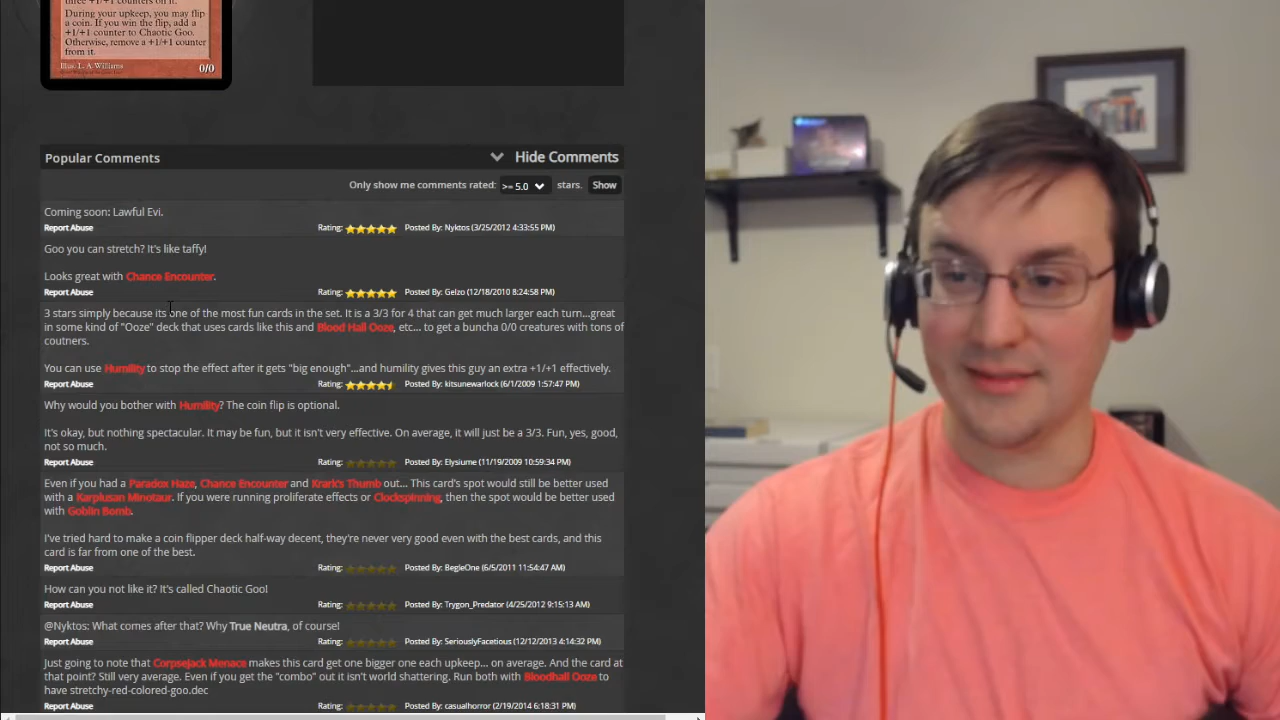 three +1/+1 counters on it.
During your upkeep, you may flip
a coin. If you win the flip, add a
+1/+1 counter to Chaotic Goo.
Otherwise, remove a +1/+1 counter
from it.
Illus. L. A. Williams
0/0
Popular Comments
Hide Comments
Only show me comments rated: >= 5.0 stars. Show
Coming soon: Lawful Evi.
Report Abuse Rating: Posted By: Nyktos (3/25/2012 4:33:55 PM)
Goo you can stretch? It's like taffy!
Looks great with Chance Encounter.
Report Abuse Rating: Posted By: Gelzo (12/18/2010 8:24:58 PM)
3 stars simply because its one of the most fun cards in the set. It is a 3/3 for 4 that can get much larger each turn...great
in some kind of "Ooze" deck that uses cards like this and Blood Hall Ooze, etc... to get a buncha 0/0 creatures with tons of
coutners.
You can use Humility to stop the effect after it gets "big enough"...and humility gives this guy an extra +1/+1 effectively.
Report Abuse Rating: Posted By: kitsunewarlock (6/1/2009 1:57:47 PM)
Why would you bother with Humility? The coin flip is optional.
It's okay, but nothing spectacular. It may be fun, but it isn't very effective. On average, it will just be a 3/3. Fun, yes, good,
not so much.
Report Abuse Rating: Posted By: Elysiume (11/19/2009 10:59:34 PM)
Even if you had a Paradox Haze, Chance Encounter and Krark's Thumb out... This card's spot would still be better used
with a Karplusan Minotaur. If you were running proliferate effects or Clockspinning, then the spot would be better used
with Goblin Bomb.
I've tried hard to make a coin flipper deck half-way decent, they're never very good even with the best cards, and this
card is far from one of the best.
Report Abuse Rating: Posted By: BegleOne (6/5/2011 11:54:47 AM)
How can you not like it? It's called Chaotic Goo!
Report Abuse Rating: Posted By: Trygon_Predator (4/25/2012 9:15:13 AM)
@Nyktos: What comes after that? Why True Neutra, of course!
Report Abuse Rating: Posted By: SeriouslyFacetious (12/12/2013 4:14:32 PM)
Just going to note that Corpsejack Menace makes this card get one bigger one each upkeep... on average. And the card at
that point? Still very average. Even if you get the "combo" out it isn't world shattering. Run both with Bloodhall Ooze to
have stretchy-red-colored-goo.dec
Report Abuse Rating: Posted By: casualhorror (2/19/2014 6:18:31 PM)